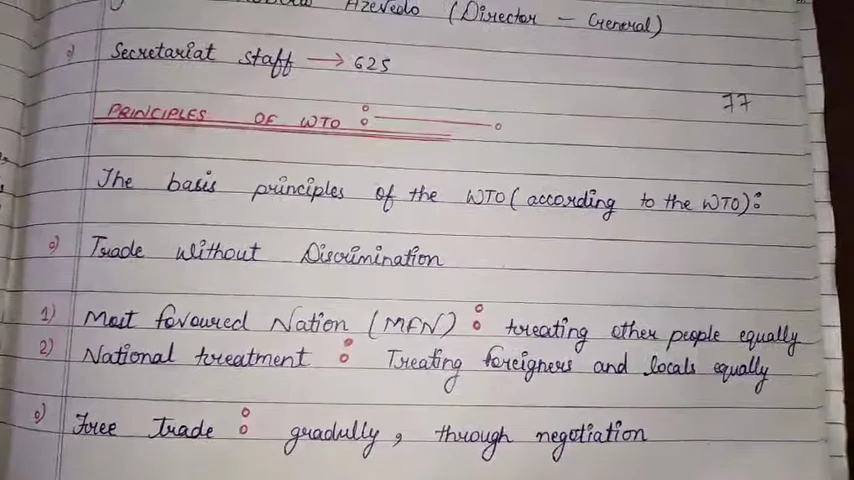 Azevedo (Director - General)
Secretariat staff → 625
77
PRINCIPLES OF WTO :
The basis principles of the WTO (according to the WTO):
Trade without Discrimination
1) Most favoured Nation (MFN) : treating other people equally
2) National treatment : Treating foreigners and locals equally
Free trade : gradully, through negotiation